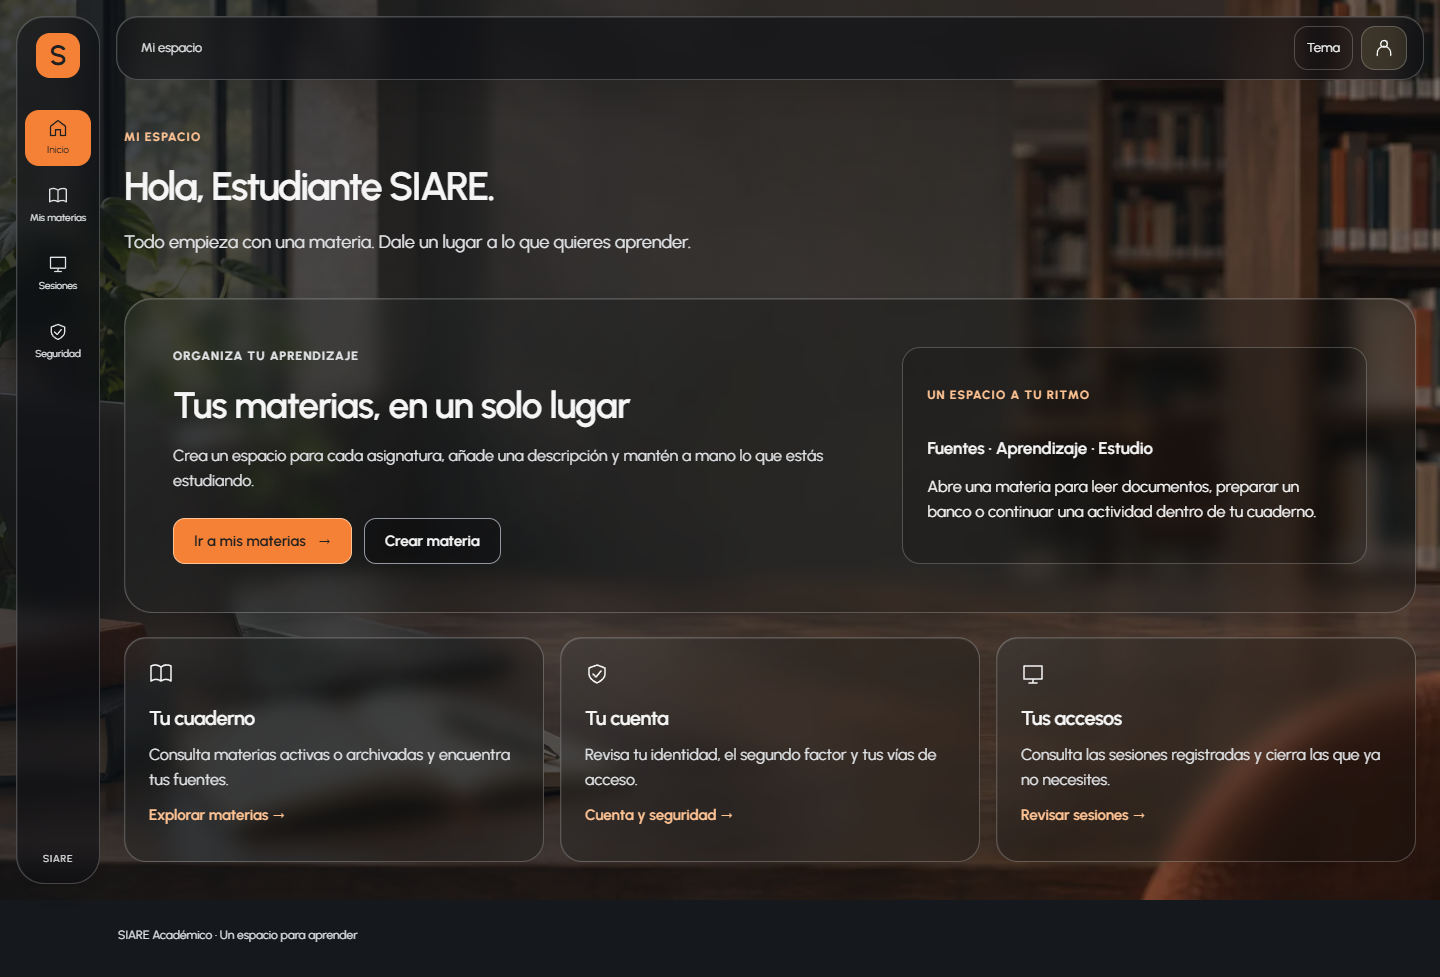 S
Mi espacio
Tema
Inicio
Mis materias
Sesiones
Seguridad
SIARE
MI ESPACIO
Hola, Estudiante SIARE.
Todo empieza con una materia. Dale un lugar a lo que quieres aprender.
ORGANIZA TU APRENDIZAJE
Tus materias, en un solo lugar
Crea un espacio para cada asignatura, añade una descripción y mantén a mano lo que estás
estudiando.
Ir a mis materias →
Crear materia
UN ESPACIO A TU RITMO
Fuentes · Aprendizaje · Estudio
Abre una materia para leer documentos, preparar un
banco o continuar una actividad dentro de tu cuaderno.
Tu cuaderno
Consulta materias activas o archivadas y encuentra
tus fuentes.
Explorar materias →
Tu cuenta
Revisa tu identidad, el segundo factor y tus vías de
acceso.
Cuenta y seguridad →
Tus accesos
Consulta las sesiones registradas y cierra las que ya
no necesites.
Revisar sesiones →
SIARE Académico · Un espacio para aprender